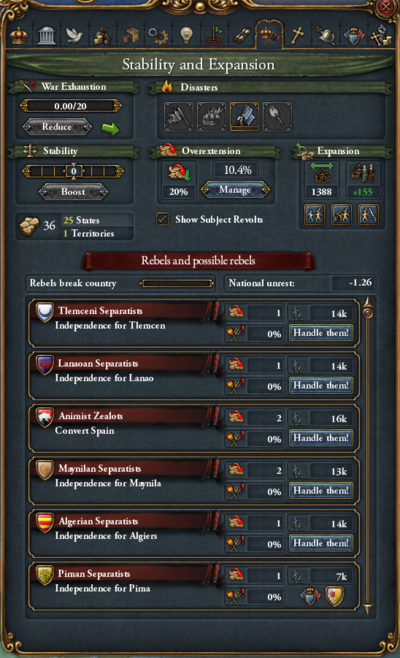 Stability and Expansion
War Exhaustion
Disasters
0.00/20
Reduce
Stability
Overextension
Expansion
0
10.4%
Boost
20%
Manage
1388
+155
36
25 States
1 Territories
Show Subject Revolts
Rebels and possible rebels
Rebels break country
National unrest:
-1.26
Tlemceni Separatists
1
14k
Independence for Tlemcen
0%
Handle them!
Lanaoan Separatists
1
14k
Independence for Lanao
0%
Handle them!
Animist Zealots
2
16k
Convert Spain
0%
Handle them!
Maynilan Separatists
2
13k
Independence for Maynila
0%
Handle them!
Algerian Separatists
1
14k
Independence for Algiers
0%
Handle them!
Piman Separatists
1
7k
Independence for Pima
0%